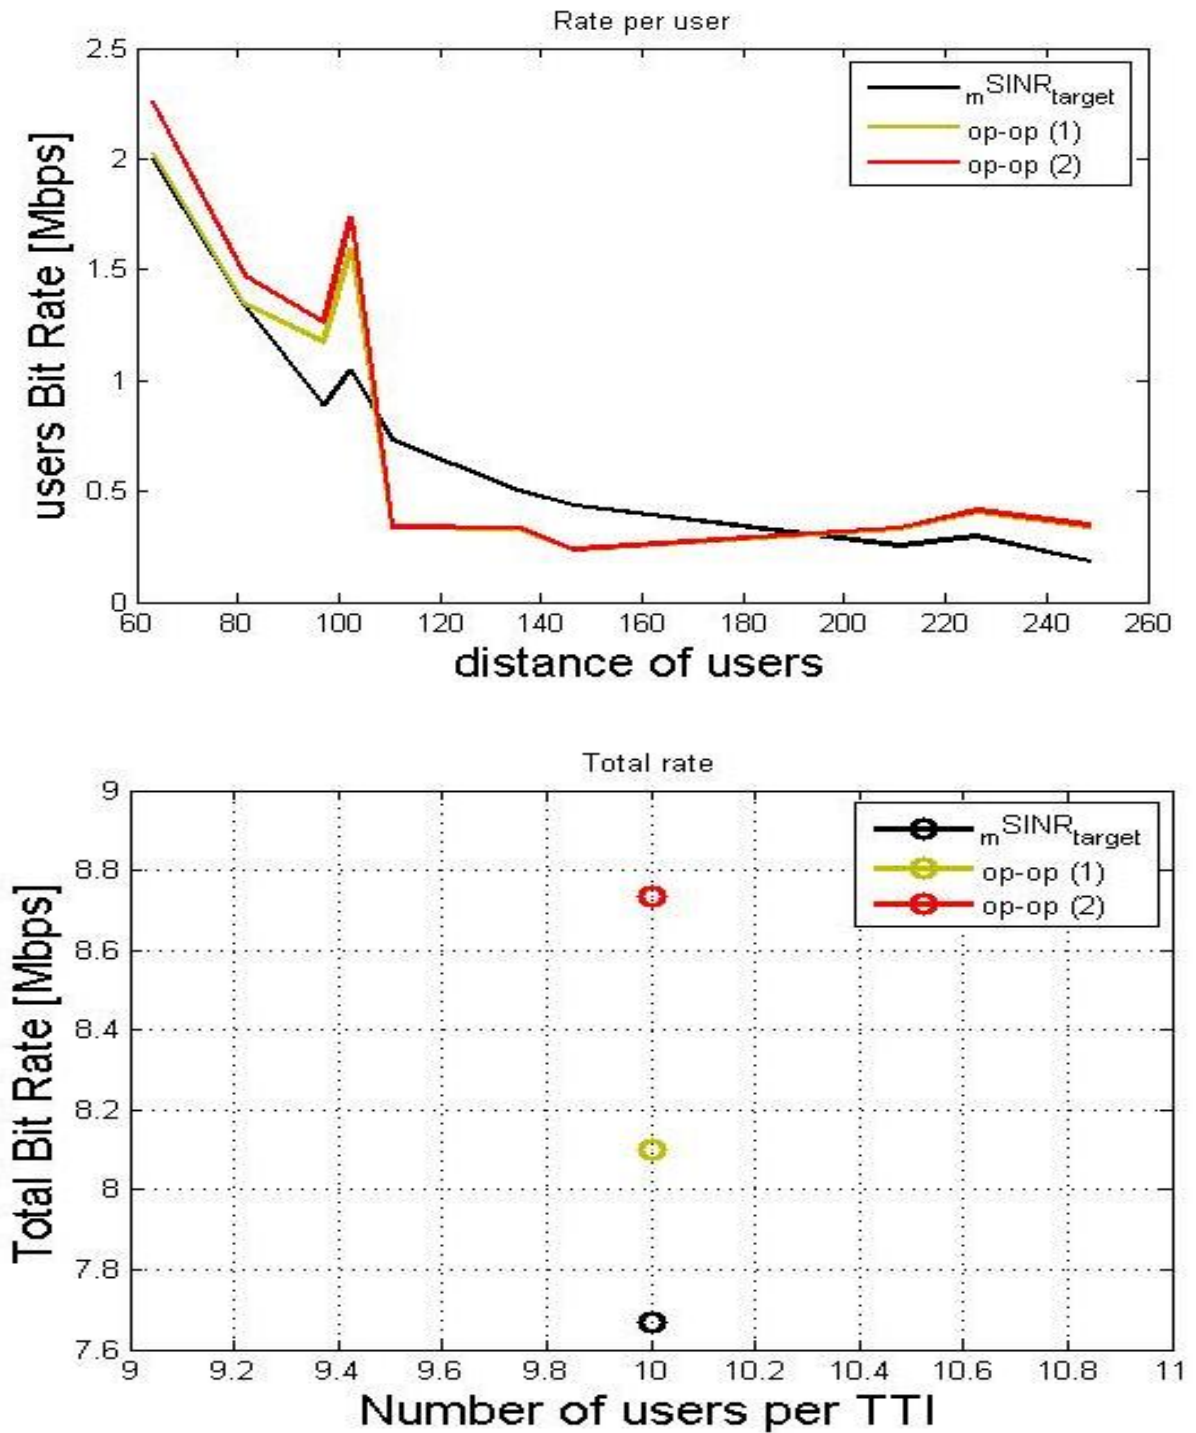 Rate per user
2.5
2
1.5
1
0.5
0
users Bit Rate [Mbps]
mSINRtarget
op-op (1)
op-op (2)
60 80 100 120 140 160 180 200 220 240 260
distance of users
Total rate
9
8.8
8.6
8.4
8.2
8
7.8
7.6
Total Bit Rate [Mbps]
mSINRtarget
op-op (1)
op-op (2)
9 9.2 9.4 9.6 9.8 10 10.2 10.4 10.6 10.8 11
Number of users per TTI